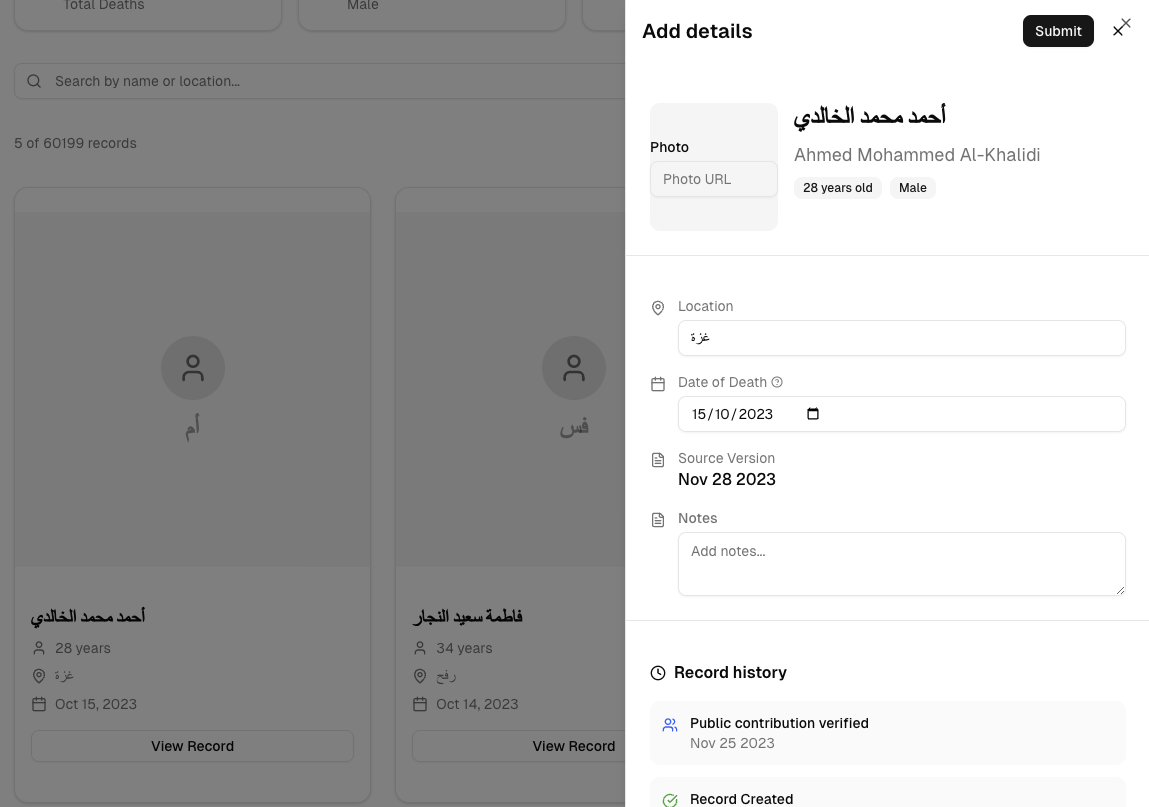 Total Deaths
Male
Search by name or location...
5 of 60199 records
أم
أحمد محمد الخالدي
28 years
غزة
Oct 15, 2023
View Record
فس
فاطمة سعيد النجار
34 years
رفح
Oct 14, 2023
View Record
Add details
Submit
Photo
Photo URL
أحمد محمد الخالدي
Ahmed Mohammed Al-Khalidi
28 years old
Male
Location
غزة
Date of Death
15/10/2023
Source Version
Nov 28 2023
Notes
Add notes...
Record history
Public contribution verified
Nov 25 2023
Record Created